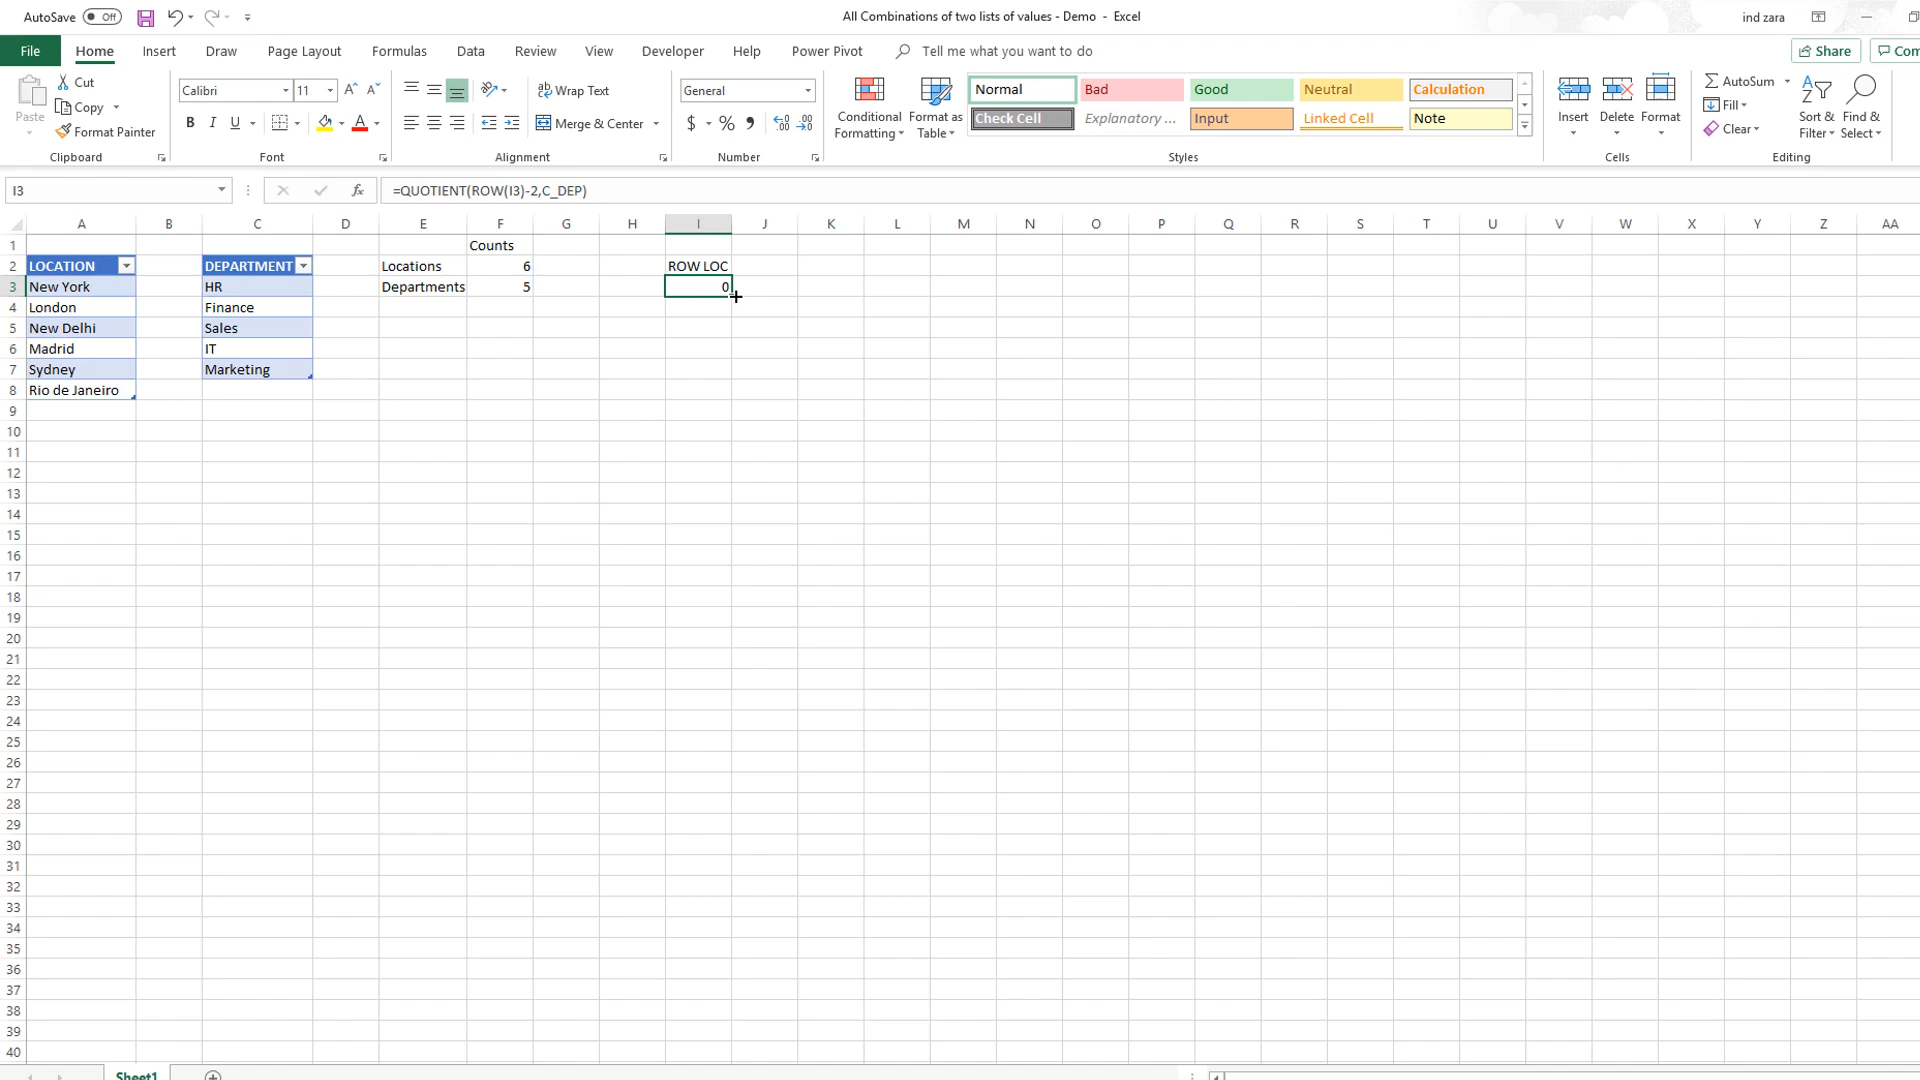 AutoSave Off
All Combinations of two lists of values - Demo - Excel
ind zara
File Home Insert Draw Page Layout Formulas Data Review View Developer Help Power Pivot Tell me what you want to do Share
Paste
Cut
Copy
Format Painter
Clipboard
Calibri 11
B I U A
Font
Wrap Text
Merge & Center
Alignment
General
$ % ,
Number
Conditional Formatting
Format as Table
Normal Bad Good Neutral Calculation
Check Cell Explanatory ... Input Linked Cell Note
Styles
Insert Delete Format
Cells
AutoSum
Fill
Clear
Sort & Filter
Find & Select
Editing
I3 fx =QUOTIENT(ROW(I3)-2,C_DEP)
A B C D E F G H I J K L M N O P Q R S T U V W X Y Z AA
1 Counts
2 LOCATION DEPARTMENT Locations 6 ROW LOC
3 New York HR Departments 5 0
4 London Finance
5 New Delhi Sales
6 Madrid IT
7 Sydney Marketing
8 Rio de Janeiro
9
10
11
12
13
14
15
16
17
18
19
20
21
22
23
24
25
26
27
28
29
30
31
32
33
34
35
36
37
38
39
40
Sheet1